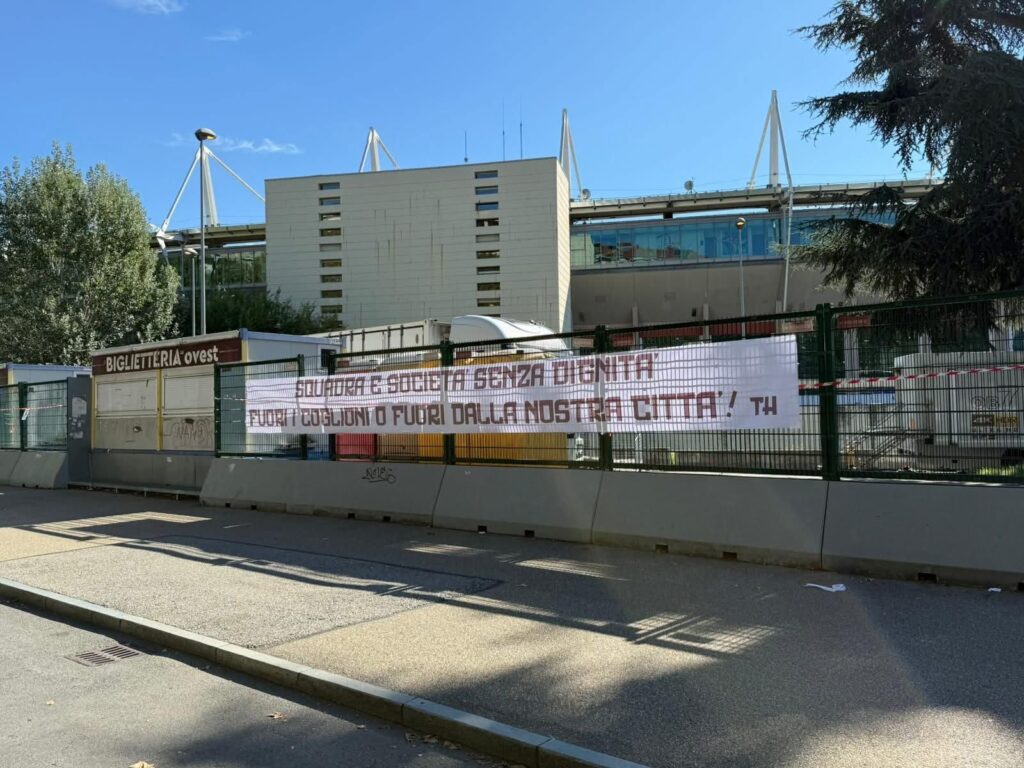 BIGLIETTERIA ovest
SQUADRA E SOCIETA' SENZA DIGNITA'
FUORI I COGLIONI O FUORI DALLA NOSTRA CITTA'! TH